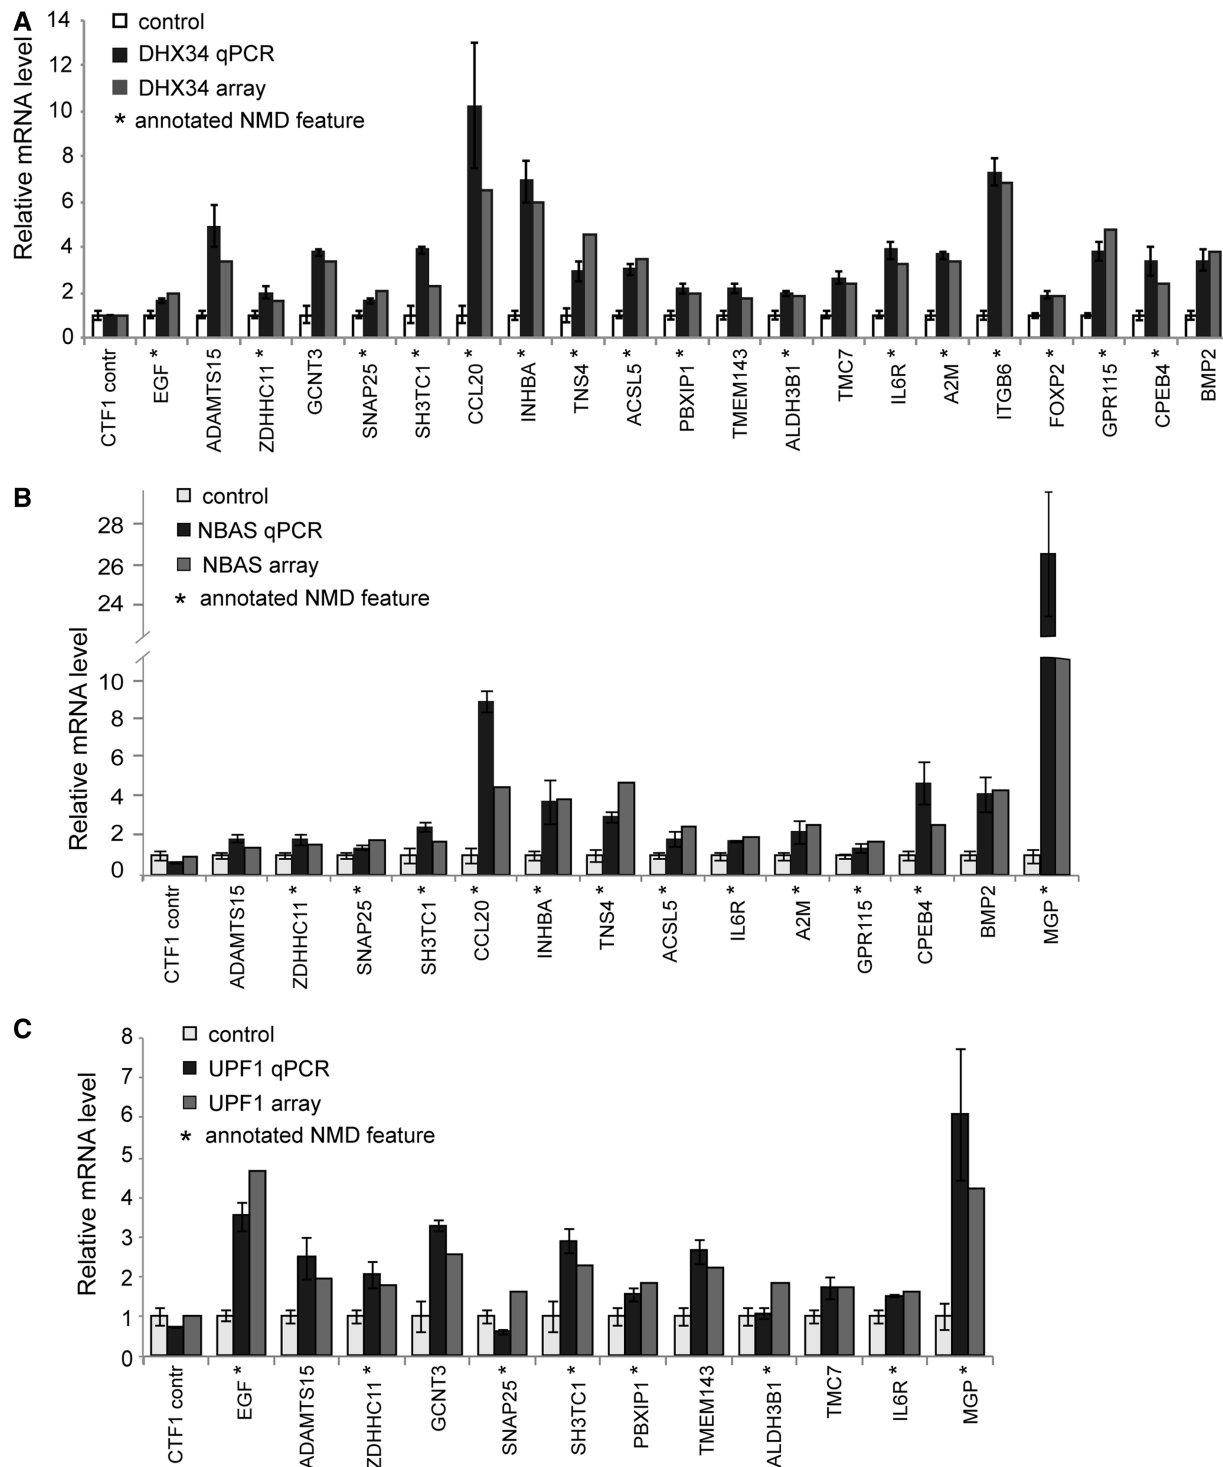 A
14
12
10
8
6
4
2
0
Relative mRNA level
control
DHX34 qPCR
DHX34 array
* annotated NMD feature
CTF1 contr
EGF *
ADAMTS15
ZDHHC11 *
GCNT3
SNAP25 *
SH3TC1 *
CCL20 *
INHBA *
TNS4 *
ACSL5 *
PBXIP1 *
TMEM143
ALDH3B1 *
TMC7
IL6R *
A2M *
ITGB6 *
FOXP2 *
GPR115 *
CPEB4 *
BMP2
B
28
26
24
10
8
6
4
2
0
Relative mRNA level
control
NBAS qPCR
NBAS array
* annotated NMD feature
CTF1 contr
ADAMTS15
ZDHHC11 *
SNAP25 *
SH3TC1 *
CCL20 *
INHBA *
TNS4 *
ACSL5 *
IL6R *
A2M *
GPR115 *
CPEB4 *
BMP2
MGP *
C
8
7
6
5
4
3
2
1
0
Relative mRNA level
control
UPF1 qPCR
UPF1 array
* annotated NMD feature
CTF1 contr
EGF *
ADAMTS15
ZDHHC11 *
GCNT3
SNAP25 *
SH3TC1 *
PBXIP1 *
TMEM143
ALDH3B1 *
TMC7
IL6R *
MGP *